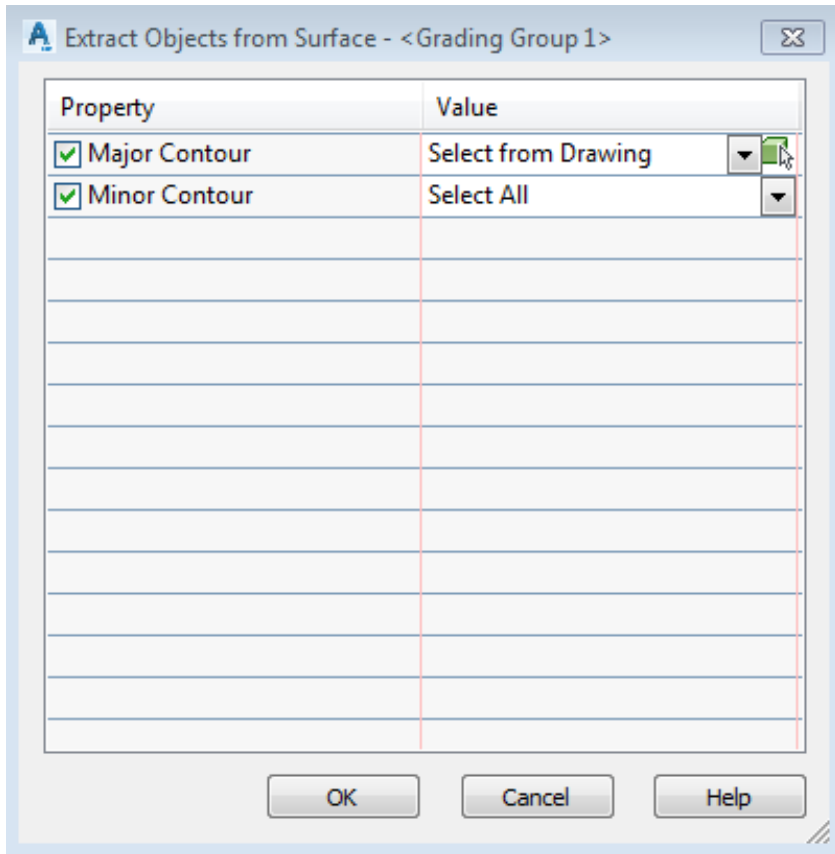 Extract Objects from Surface - <Grading Group 1>
Property Value
Major Contour Select from Drawing
Minor Contour Select All
OK Cancel Help